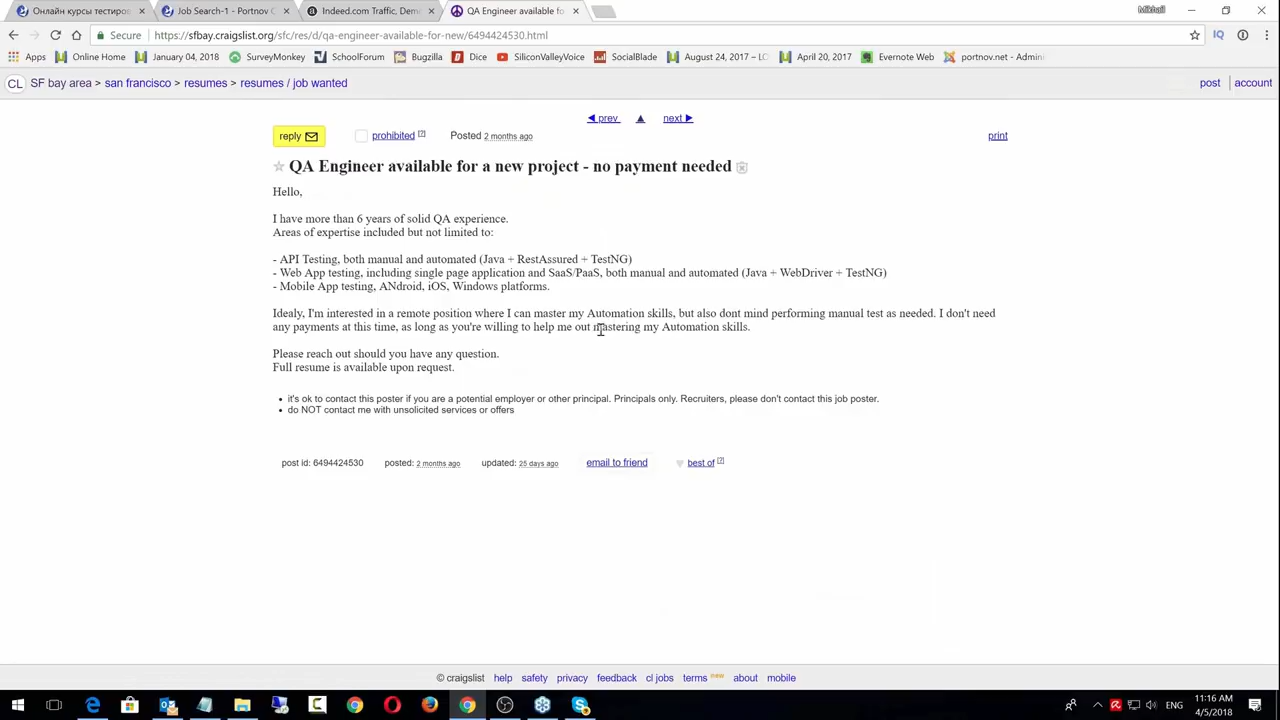 Онлайн курсы тестиров
Job Search-1 - Portnov
Indeed.com Traffic, Demo
QA Engineer available for
Mikhail
Secure
https://sfbay.craigslist.org/sfc/res/d/qa-engineer-available-for-new/6494424530.html
Apps
Online Home
January 04, 2018
SurveyMonkey
SchoolForum
Bugzilla
Dice
SiliconValleyVoice
SocialBlade
August 24, 2017 – LO
April 20, 2017
Evernote Web
portnov.net - Admini
CL SF bay area > san francisco > resumes > resumes / job wanted
post account
◀ prev ▲ next ▶
reply prohibited [?] Posted 2 months ago print
QA Engineer available for a new project - no payment needed
Hello,
I have more than 6 years of solid QA experience.
Areas of expertise included but not limited to:
- API Testing, both manual and automated (Java + RestAssured + TestNG)
- Web App testing, including single page application and SaaS/PaaS, both manual and automated (Java + WebDriver + TestNG)
- Mobile App testing, ANdroid, iOS, Windows platforms.
Idealy, I'm interested in a remote position where I can master my Automation skills, but also dont mind performing manual test as needed. I don't need
any payments at this time, as long as you're willing to help me out mastering my Automation skills.
Please reach out should you have any question.
Full resume is available upon request.
• it's ok to contact this poster if you are a potential employer or other principal. Principals only. Recruiters, please don't contact this job poster.
• do NOT contact me with unsolicited services or offers
post id: 6494424530 posted: 2 months ago updated: 25 days ago email to friend best of [?]
© craigslist help safety privacy feedback cl jobs terms new about mobile
ENG
11:16 AM
4/5/2018